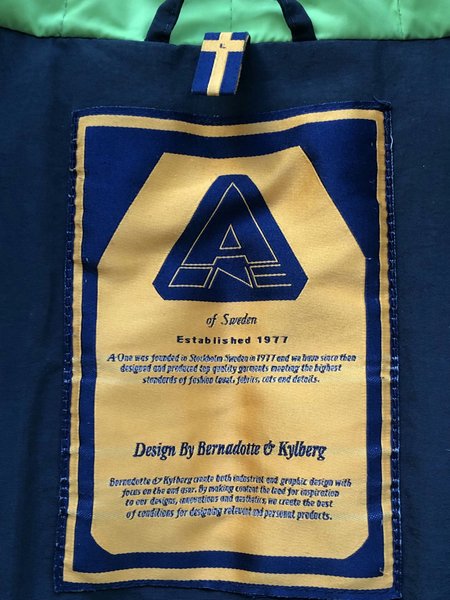 L
A
ONE
of Sweden
Established 1977
A·One was founded in Stockholm Sweden in 1977 and we have since then
designed and produced top quality garments meeting the highest
standards of fashion level, fabrics, cuts and details.
Design By Bernadotte & Kylberg
Bernadotte & Kylberg create both industrial and graphic design with
focus on the end user. By making context the lead for inspiration
to our designs, innovations and aesthetics, we create the best
of conditions for designing relevant and personal products.